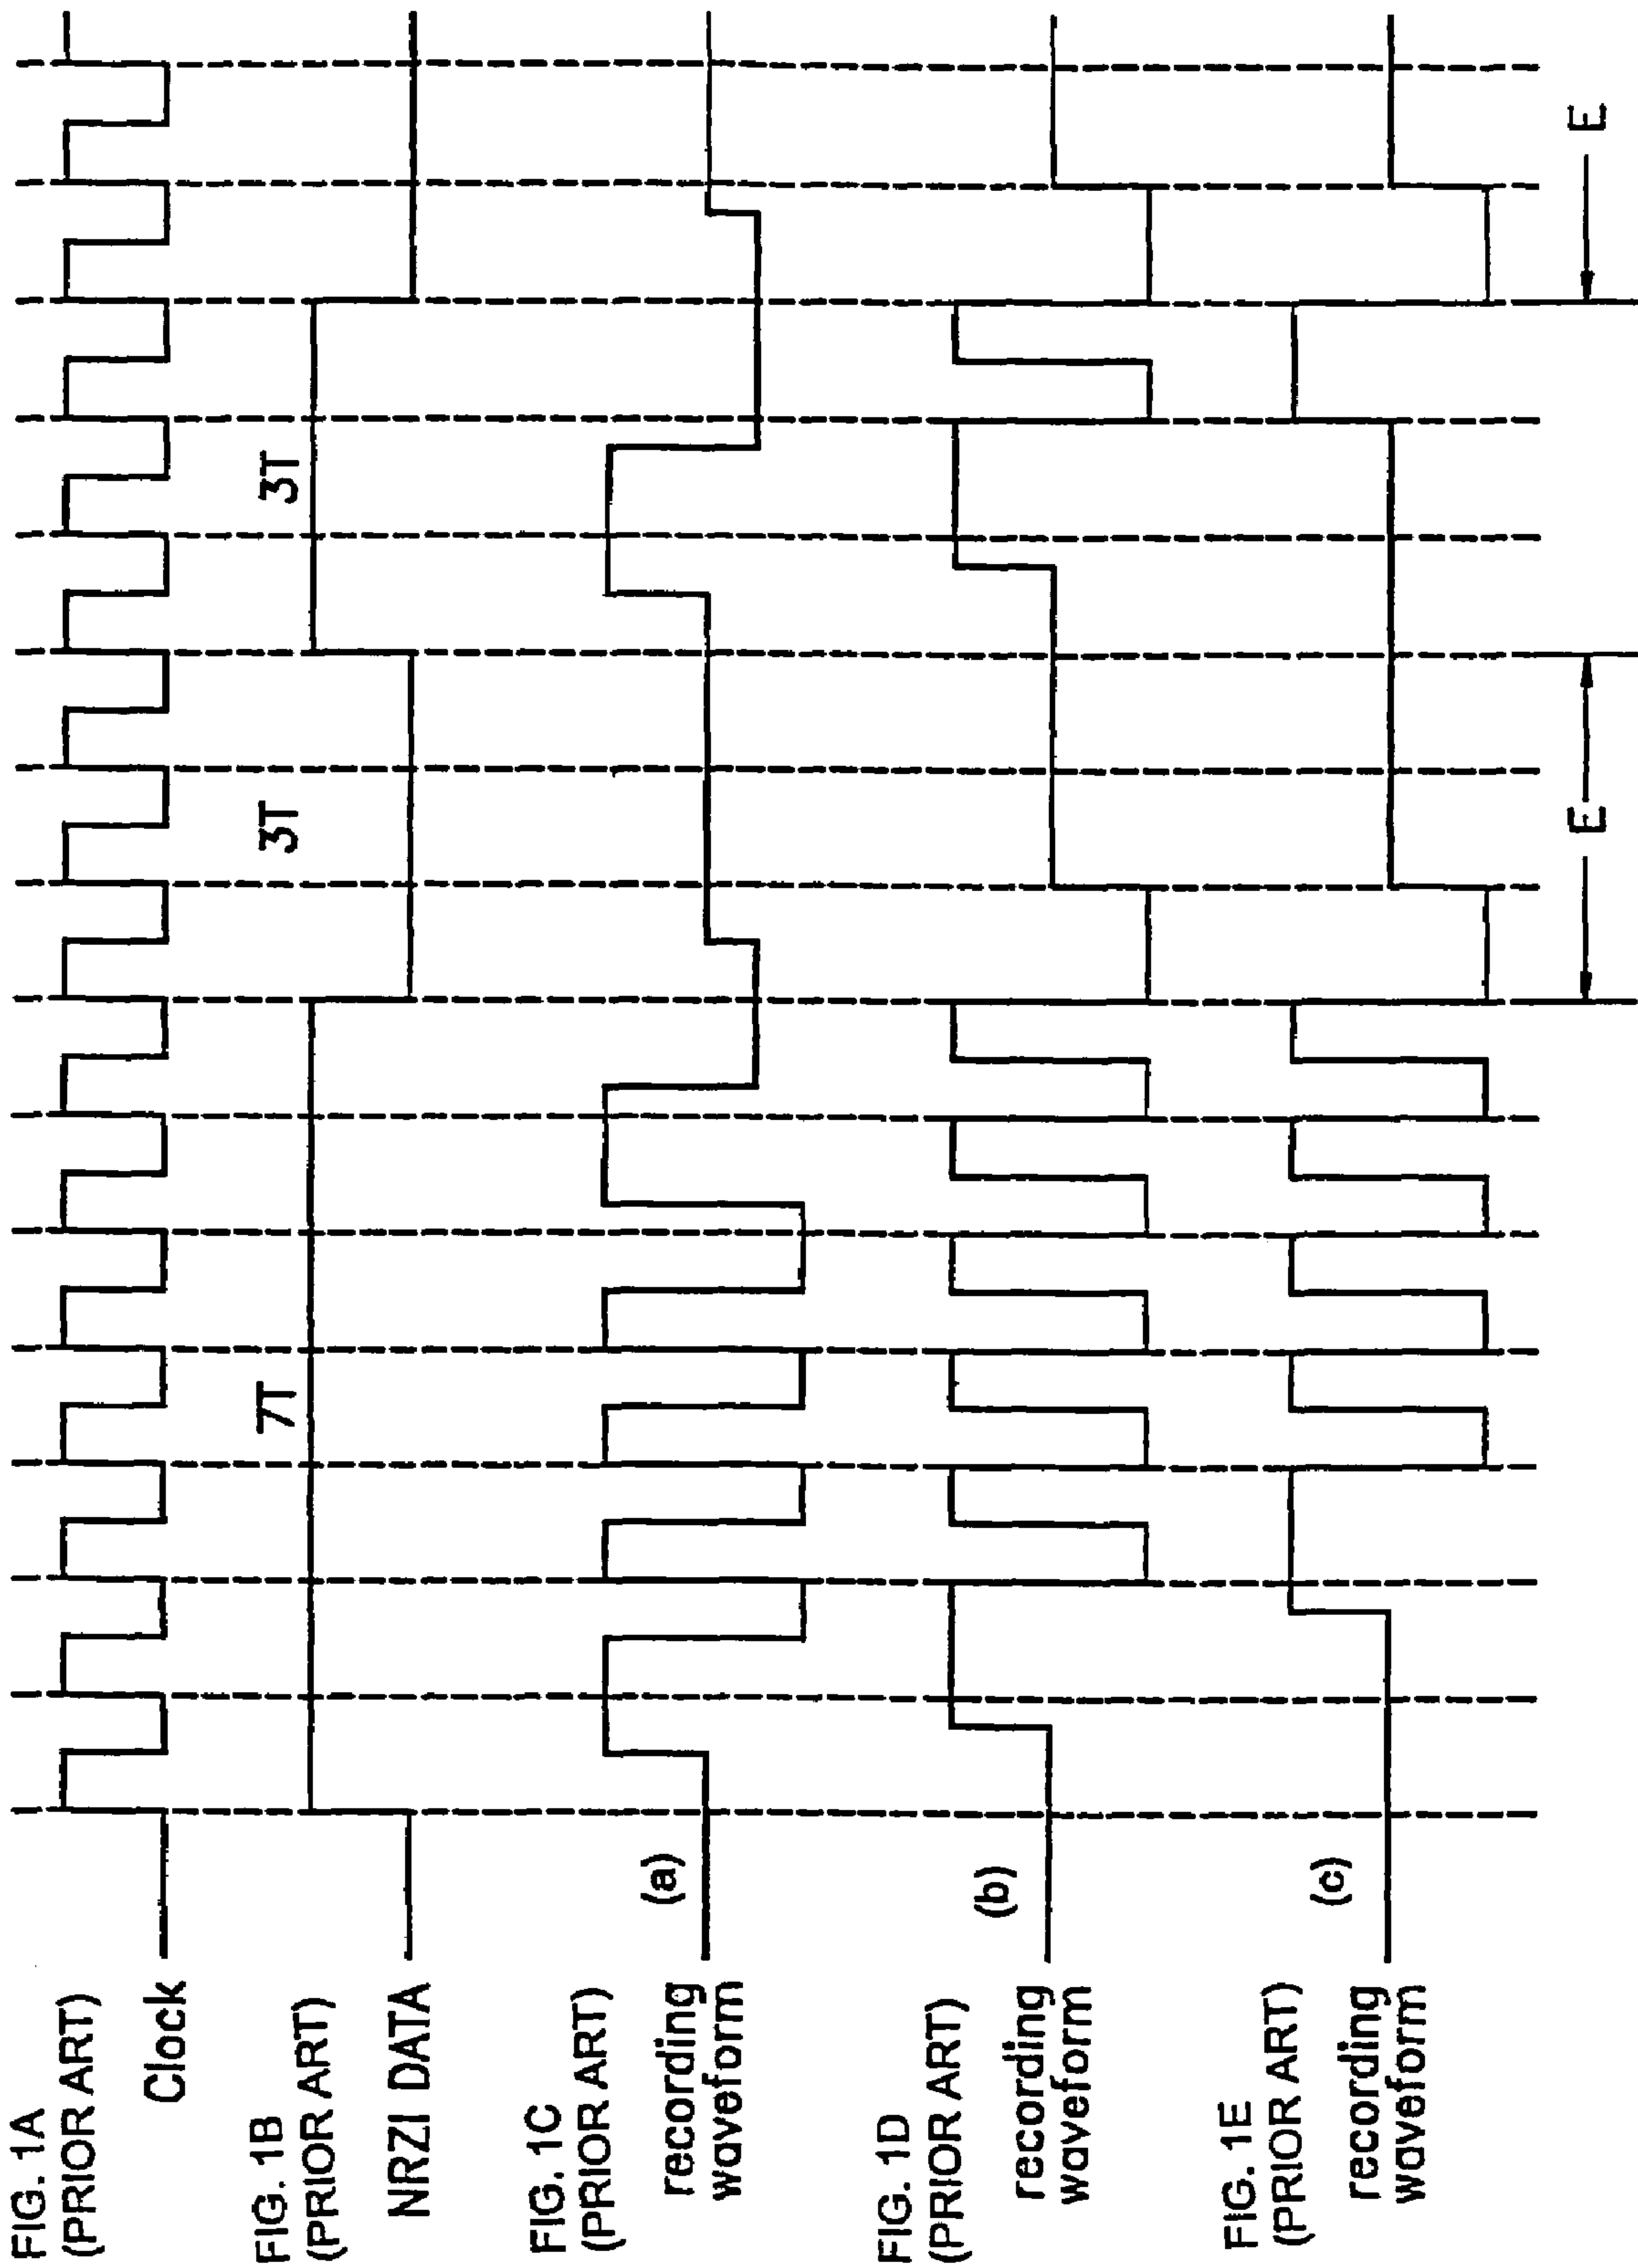 FIG. 1A
(PRIOR ART)
Clock
FIG. 1B
(PRIOR ART)
NRZI DATA
7T
3T
3T
FIG. 1C
(PRIOR ART)
recording
waveform
(a)
FIG. 1D
(PRIOR ART)
recording
waveform
(b)
FIG. 1E
(PRIOR ART)
recording
waveform
(c)
E
E